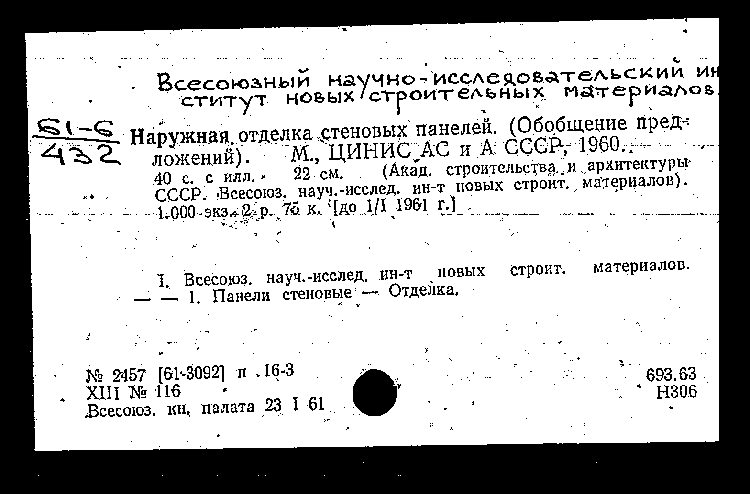 Всесоюзный научно-исследовательский ин
ститут новых строительных материалов.
61-6
432
Наружная отделка стеновых панелей. (Обобщение пред-
ложений). М., ЦИНИС АС и А СССР, 1960.
40 с. с илл. 22 см. (Акад. строительства и архитектуры
СССР. Всесоюз. науч.-исслед. ин-т новых строит. материалов).
1.000 экз. 2 р. 75 к. [до 1/I 1961 г.]
I. Всесоюз. науч.-исслед. ин-т новых строит. материалов.
— — 1. Панели стеновые — Отделка.
№ 2457 [61-3092] п 16-3
XIII № 116
Всесоюз. кн. палата 23 I 61
693.63
Н306